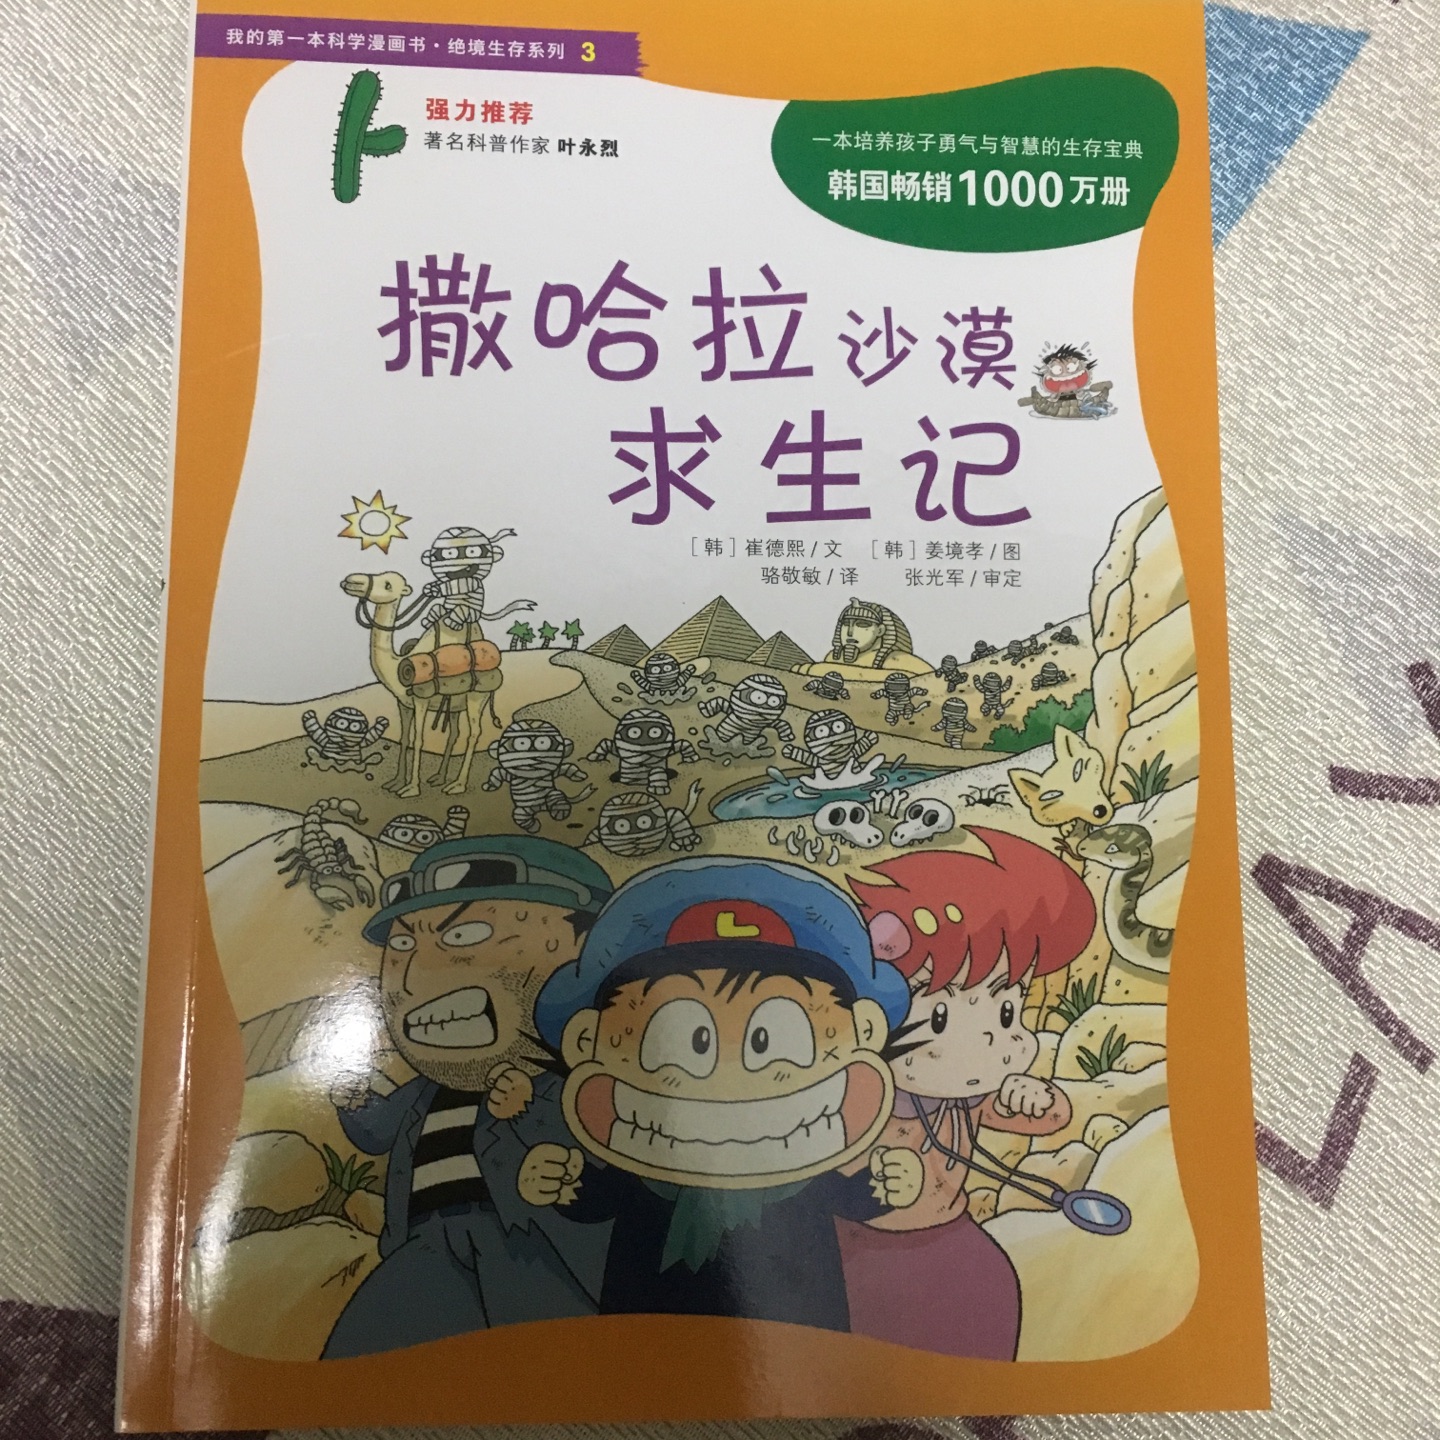 我的第一本科学漫画书·绝境生存系列 3
强力推荐
著名科普作家 叶永烈
一本培养孩子勇气与智慧的生存宝典
韩国畅销1000万册
撒哈拉沙漠
求生记
[韩]崔德熙/文 [韩]姜境孝/图
骆敬敏/译 张光军/审定
L
LAY